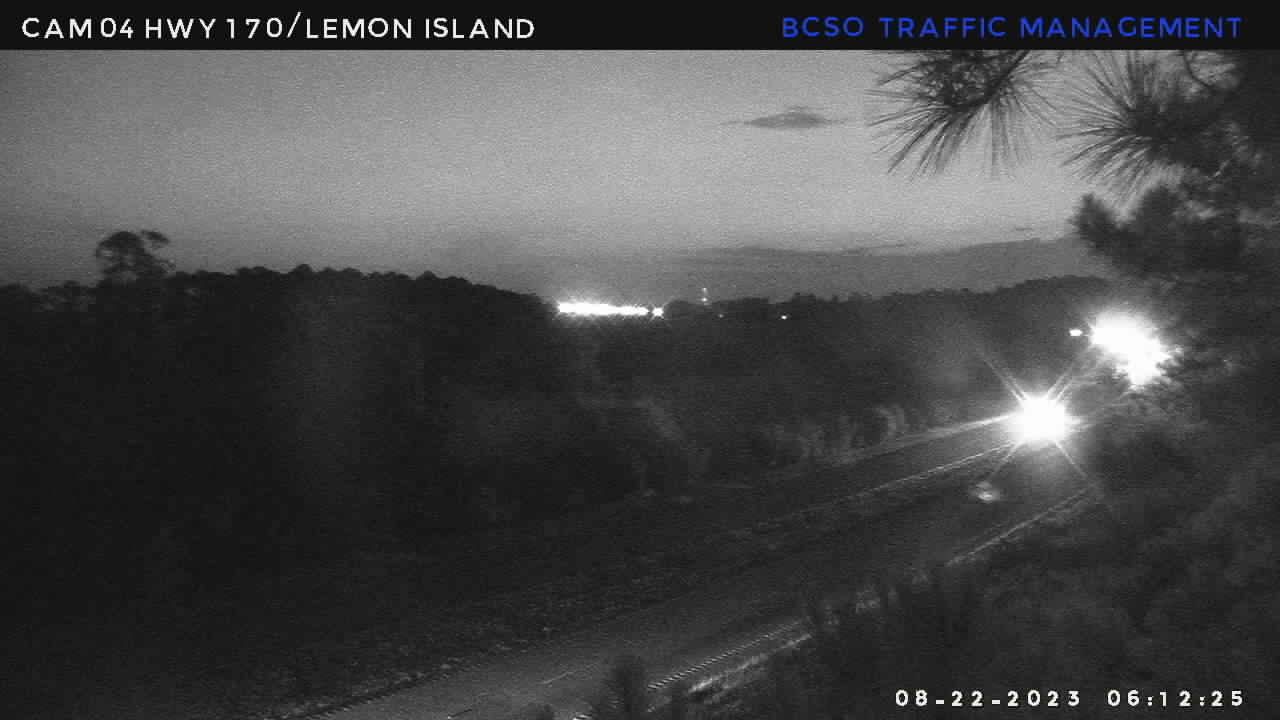 CAM04 HWY 170/LEMON ISLAND
BCSO TRAFFIC MANAGEMENT
08-22-2023 06:12:25